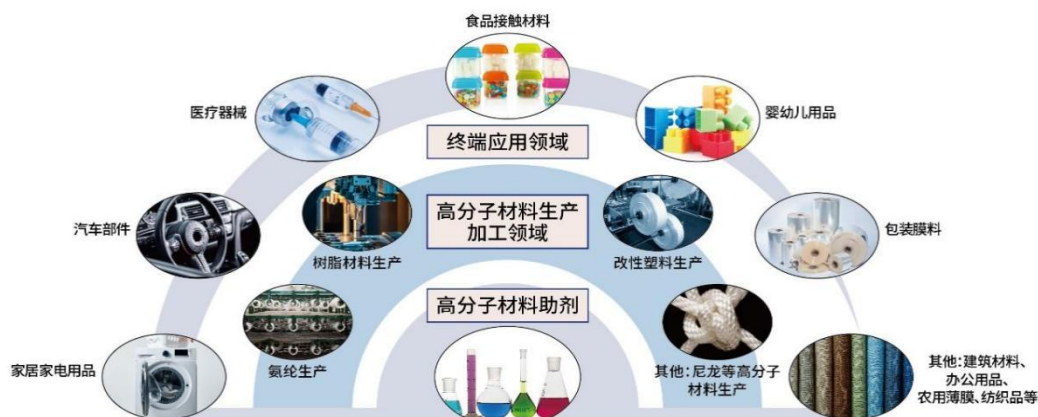 食品接触材料
医疗器械
婴幼儿用品
终端应用领域
汽车部件
高分子材料生产
加工领域
包装膜料
树脂材料生产
改性塑料生产
高分子材料助剂
家居家电用品
氨纶生产
其他:尼龙等高分子
材料生产
其他:建筑材料、
办公用品、
农用薄膜、纺织品等